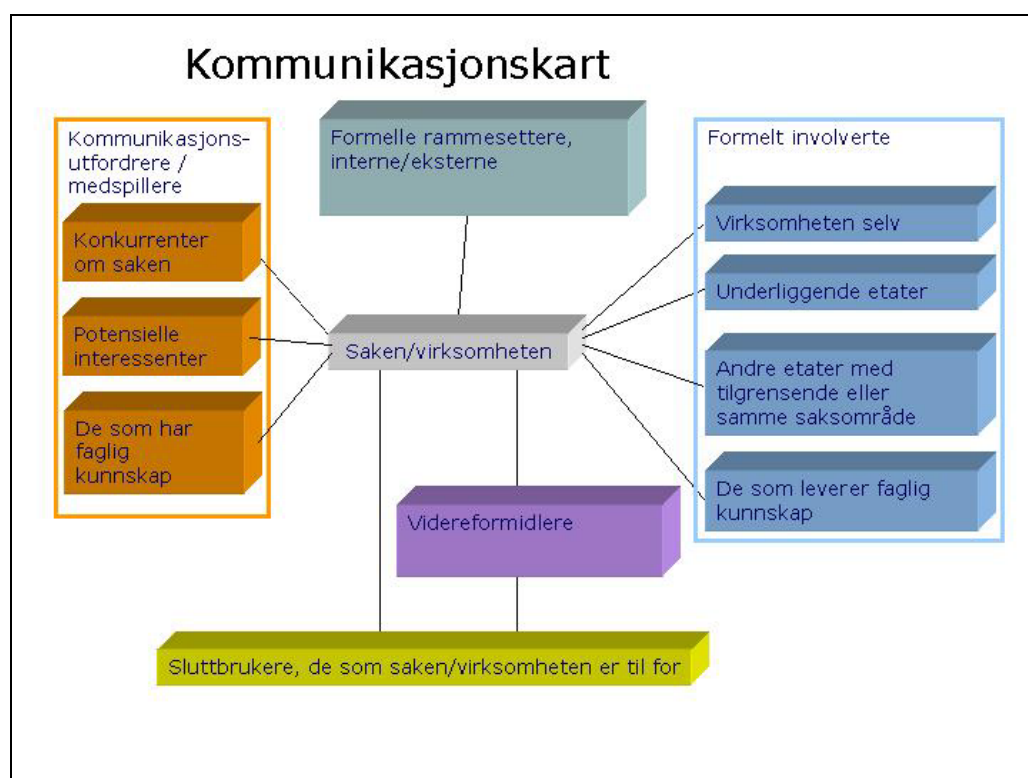 Kommunikasjonskart
Kommunikasjons-
utfordrere /
medspillere
Konkurrenter
om saken
Potensielle
interessenter
De som har
faglig
kunnskap
Formelle rammesettere,
interne/eksterne
Saken/virksomheten
Videreformidlere
Sluttbrukere, de som saken/virksomheten er til for
Formelt involverte
Virksomheten selv
Underliggende etater
Andre etater med
tilgrensende eller
samme saksområde
De som leverer faglig
kunnskap